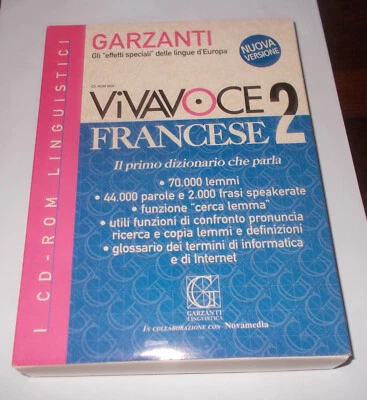 GARZANTI
Gli "effetti speciali" delle lingue d'Europa
NUOVA
VERSIONE
CD-ROM
ViVAVOCE
FRANCESE 2
Il primo dizionario che parla
• 70.000 lemmi
• 44.000 parole e 2.000 frasi speakerate
• funzione "cerca lemma"
• utili funzioni di confronto pronuncia
ricerca e copia lemmi e definizioni
• glossario dei termini di informatica
e di Internet
GARZANTI
LINGUISTICA
IN COLLABORAZIONE CON Novamedia
I CD-ROM LINGUISTICI